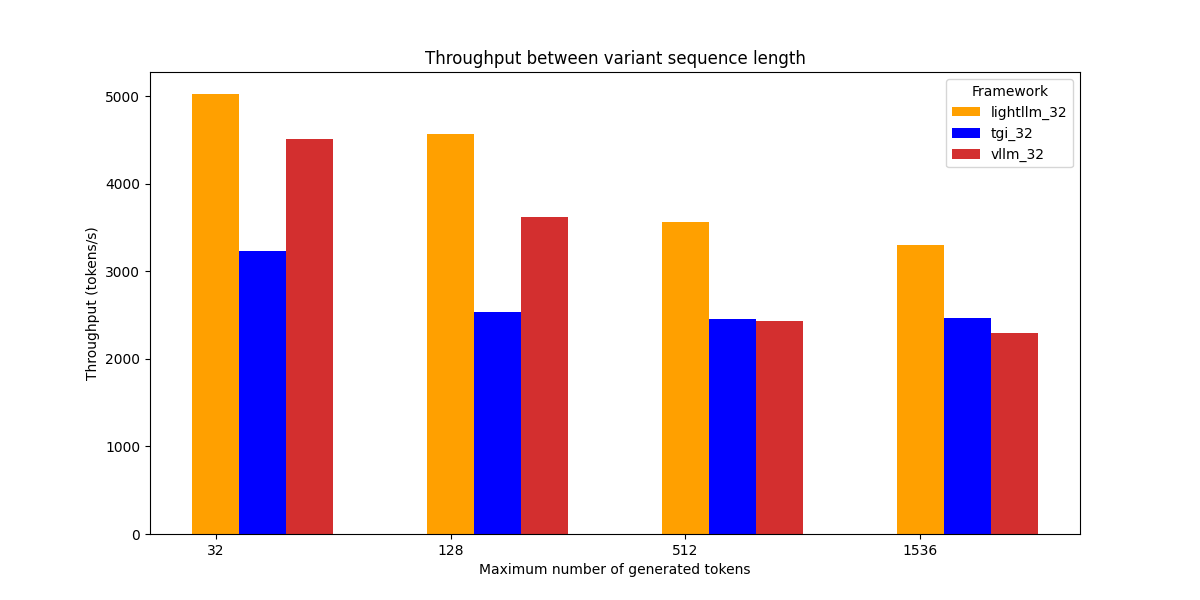 Throughput between variant sequence length
Framework
lightllm_32
tgi_32
vllm_32
Throughput (tokens/s)
5000
4000
3000
2000
1000
0
32 128 512 1536
Maximum number of generated tokens